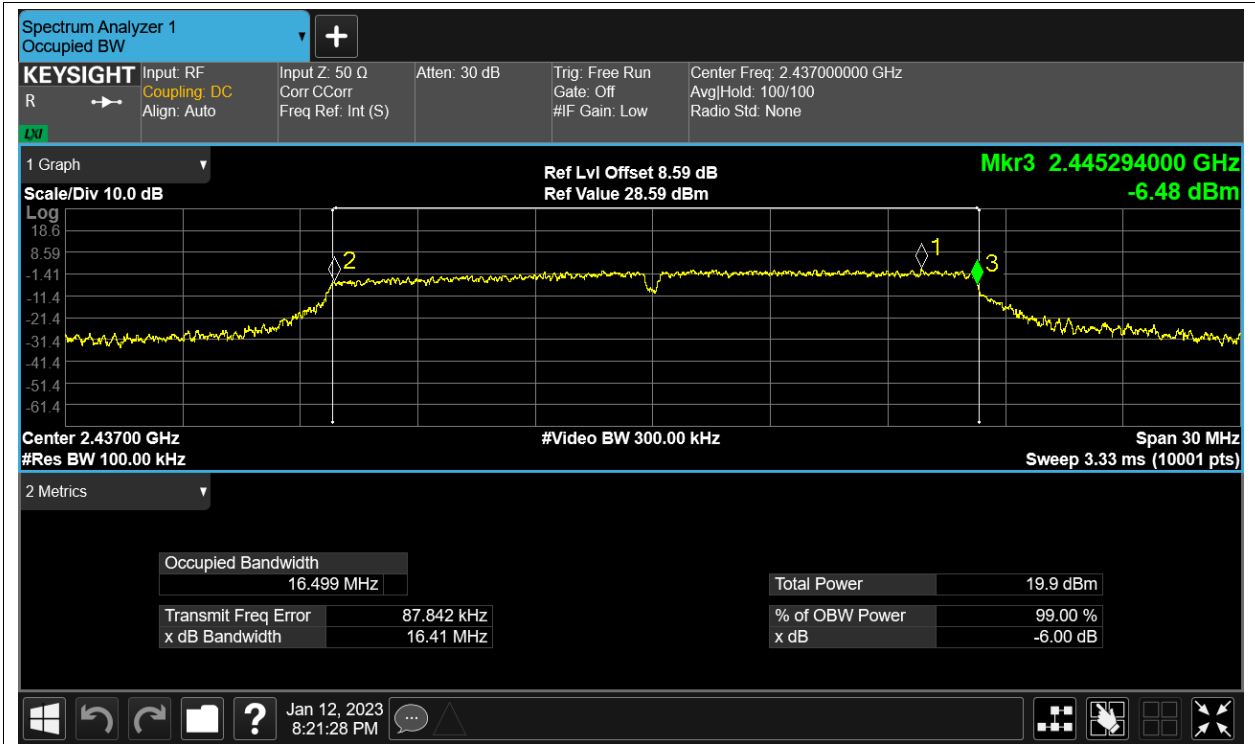 Spectrum Analyzer 1
Occupied BW
KEYSIGHT
R
LXI
Input: RF
Coupling: DC
Align: Auto
Input Z: 50 Ω
Corr CCorr
Freq Ref: Int (S)
Atten: 30 dB
Trig: Free Run
Gate: Off
#IF Gain: Low
Center Freq: 2.437000000 GHz
Avg|Hold: 100/100
Radio Std: None
1 Graph
Scale/Div 10.0 dB
Ref Lvl Offset 8.59 dB
Ref Value 28.59 dBm
Mkr3 2.445294000 GHz
-6.48 dBm
Log
18.6
8.59
-1.41
-11.4
-21.4
-31.4
-41.4
-51.4
-61.4
2
1
3
Center 2.43700 GHz
#Video BW 300.00 kHz
Span 30 MHz
#Res BW 100.00 kHz
Sweep 3.33 ms (10001 pts)
2 Metrics
Occupied Bandwidth
16.499 MHz
Transmit Freq Error 87.842 kHz
x dB Bandwidth 16.41 MHz
Total Power 19.9 dBm
% of OBW Power 99.00 %
x dB -6.00 dB
?
Jan 12, 2023
8:21:28 PM